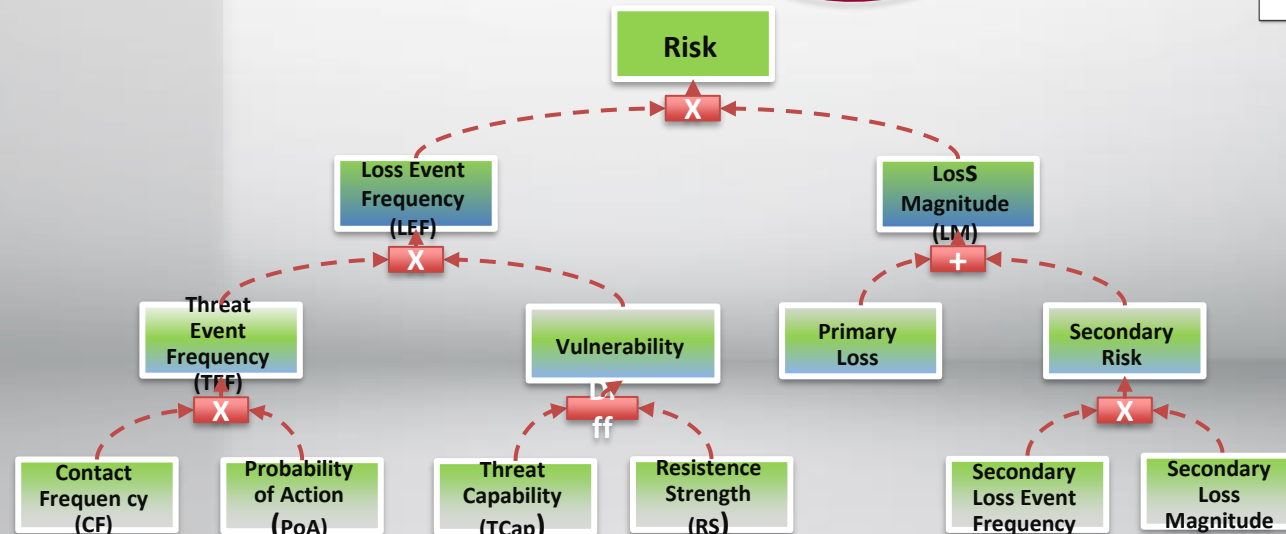 Risk
X
Loss Event
Frequency
(LEF)
LosS
Magnitude
(LM)
X
+
Threat
Event
Frequency
(TEF)
Vulnerability
Primary
Loss
Secondary
Risk
X
Di
ff
X
Contact
Frequen cy
(CF)
Probability
of Action
(PoA)
Threat
Capability
(TCap)
Resistence
Strength
(RS)
Secondary
Loss Event
Frequency
Secondary
Loss
Magnitude